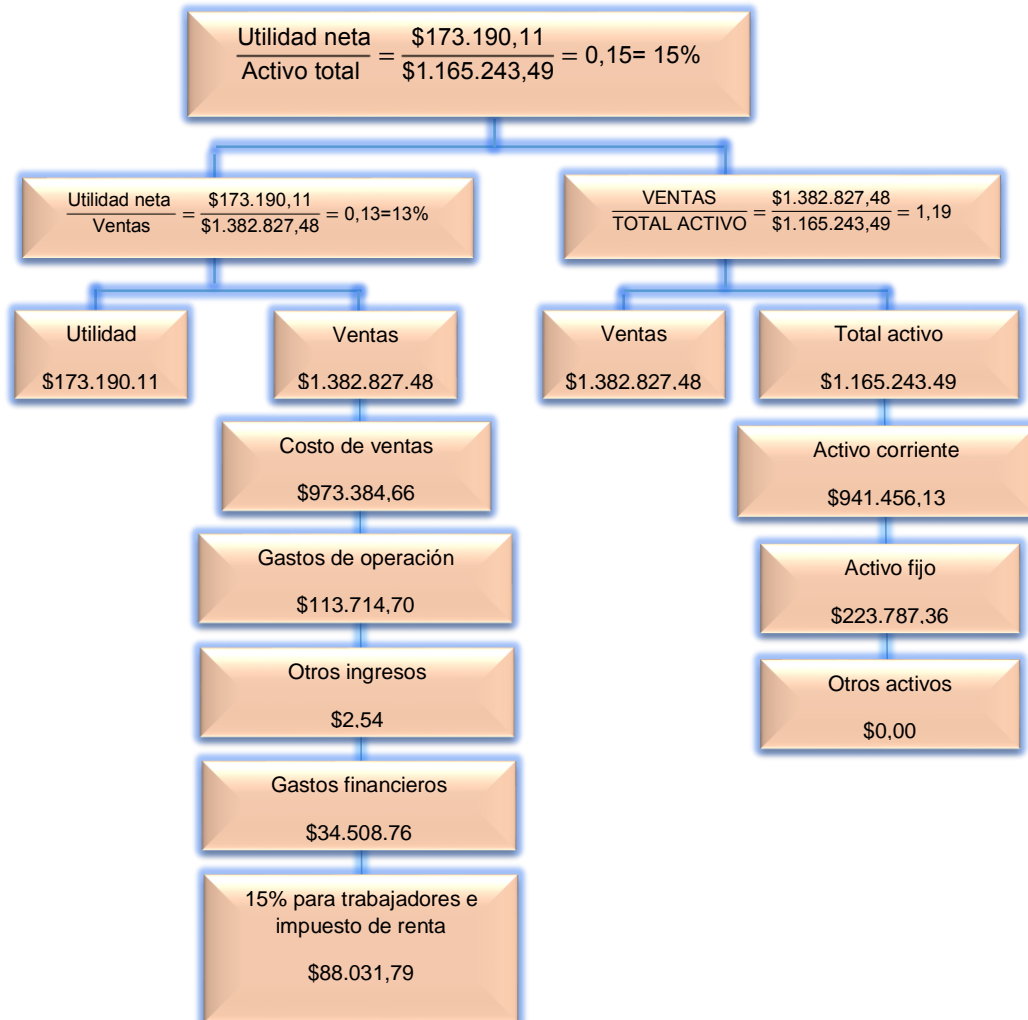 Utilidad neta / Activo total = $173.190,11 / $1.165.243,49 = 0,15= 15%
Utilidad neta / Ventas = $173.190,11 / $1.382.827,48 = 0,13=13%
VENTAS / TOTAL ACTIVO = $1.382.827,48 / $1.165.243,49 = 1,19
Utilidad
$173.190.11
Ventas
$1.382.827.48
Ventas
$1.382.827,48
Total activo
$1.165.243.49
Costo de ventas
$973.384,66
Activo corriente
$941.456,13
Gastos de operación
$113.714,70
Activo fijo
$223.787,36
Otros ingresos
$2,54
Otros activos
$0,00
Gastos financieros
$34.508.76
15% para trabajadores e
impuesto de renta
$88.031,79